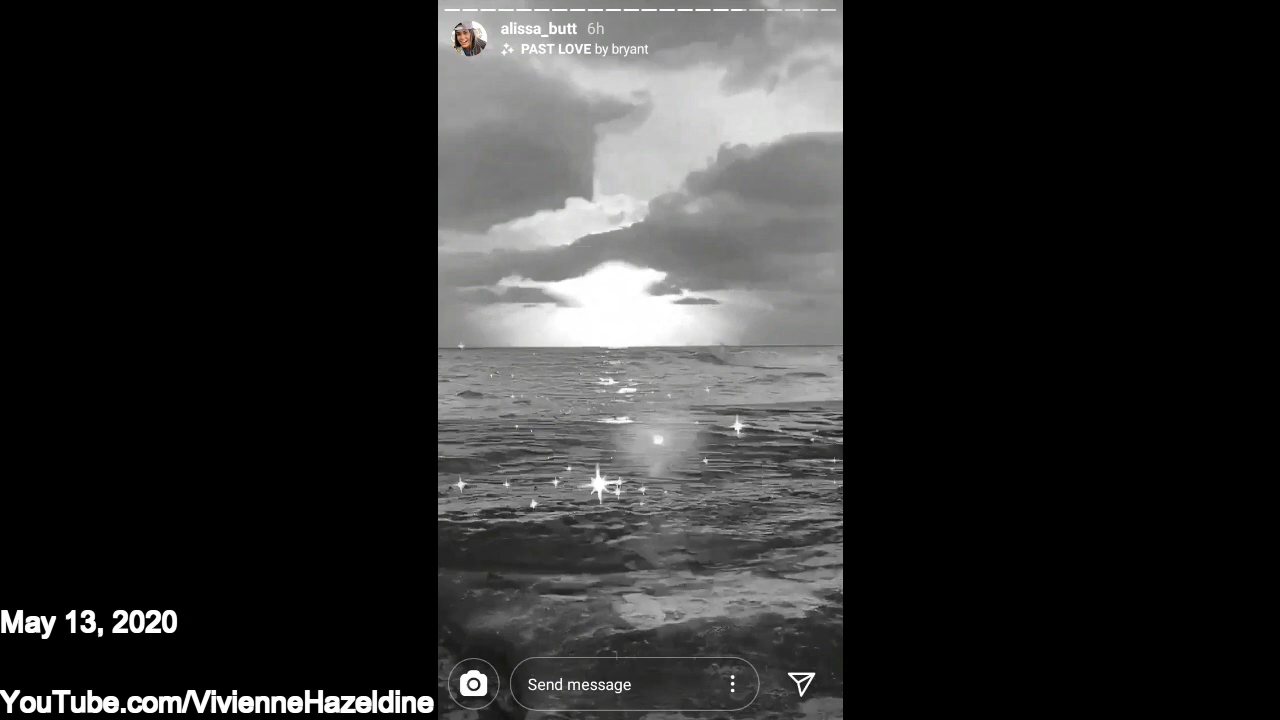 alissa_butt 6h
PAST LOVE by bryant
May 13, 2020
Send message
YouTube.com/VivienneHazeldine